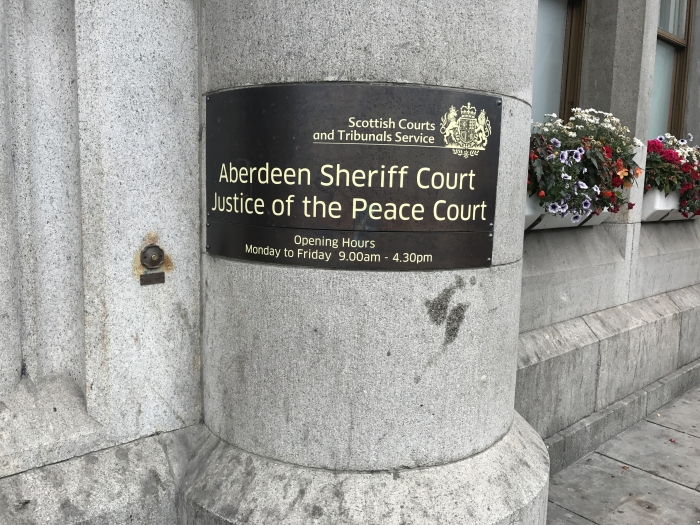 Scottish Courts
and Tribunals Service
Aberdeen Sheriff Court
Justice of the Peace Court
Opening Hours
Monday to Friday 9.00am - 4.30pm